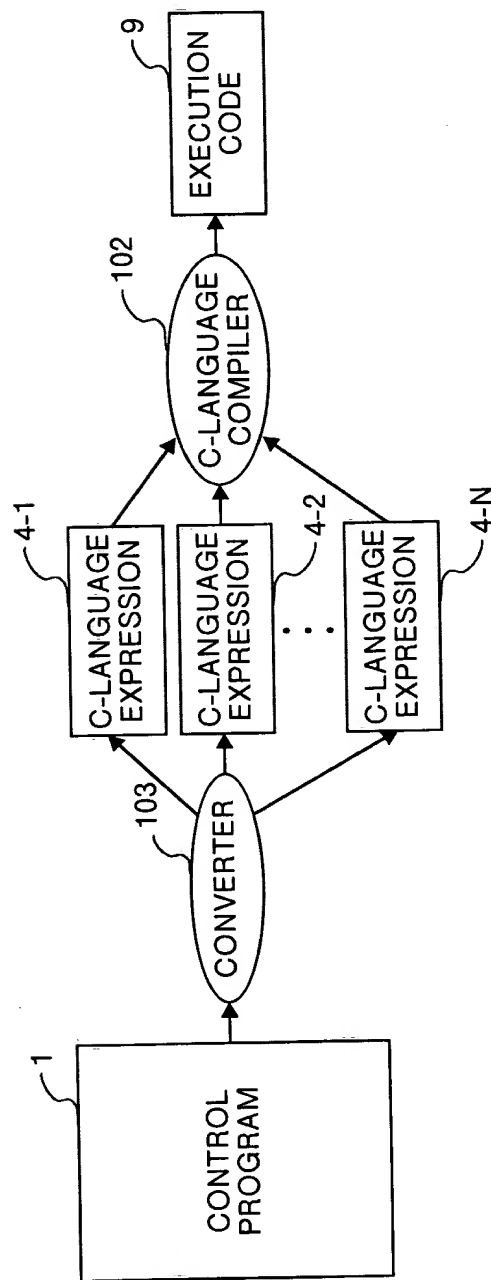 1
CONTROL
PROGRAM
103
CONVERTER
4-1
C-LANGUAGE
EXPRESSION
C-LANGUAGE
EXPRESSION
4-2
. . .
C-LANGUAGE
EXPRESSION
4-N
102
C-LANGUAGE
COMPILER
9
EXECUTION
CODE